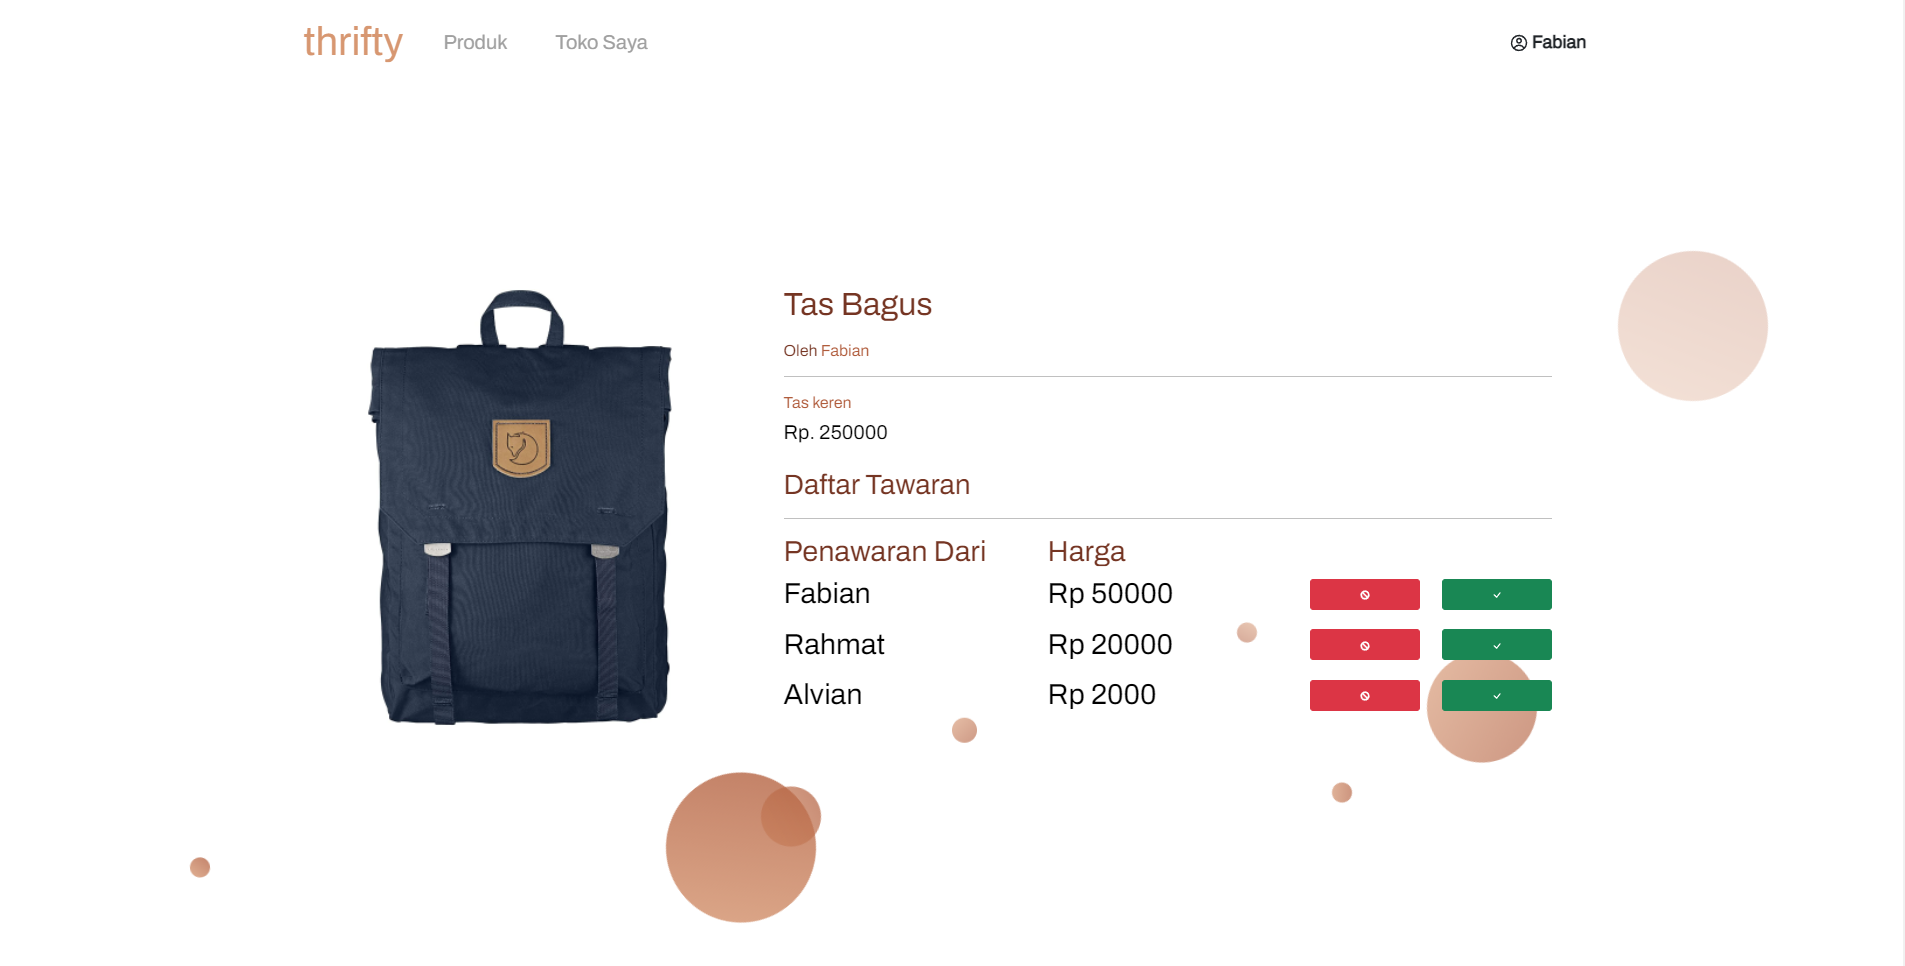 thrifty Produk Toko Saya Fabian
Tas Bagus
Oleh Fabian
Tas keren
Rp. 250000
Daftar Tawaran
Penawaran Dari Harga
Fabian Rp 50000
Rahmat Rp 20000
Alvian Rp 2000